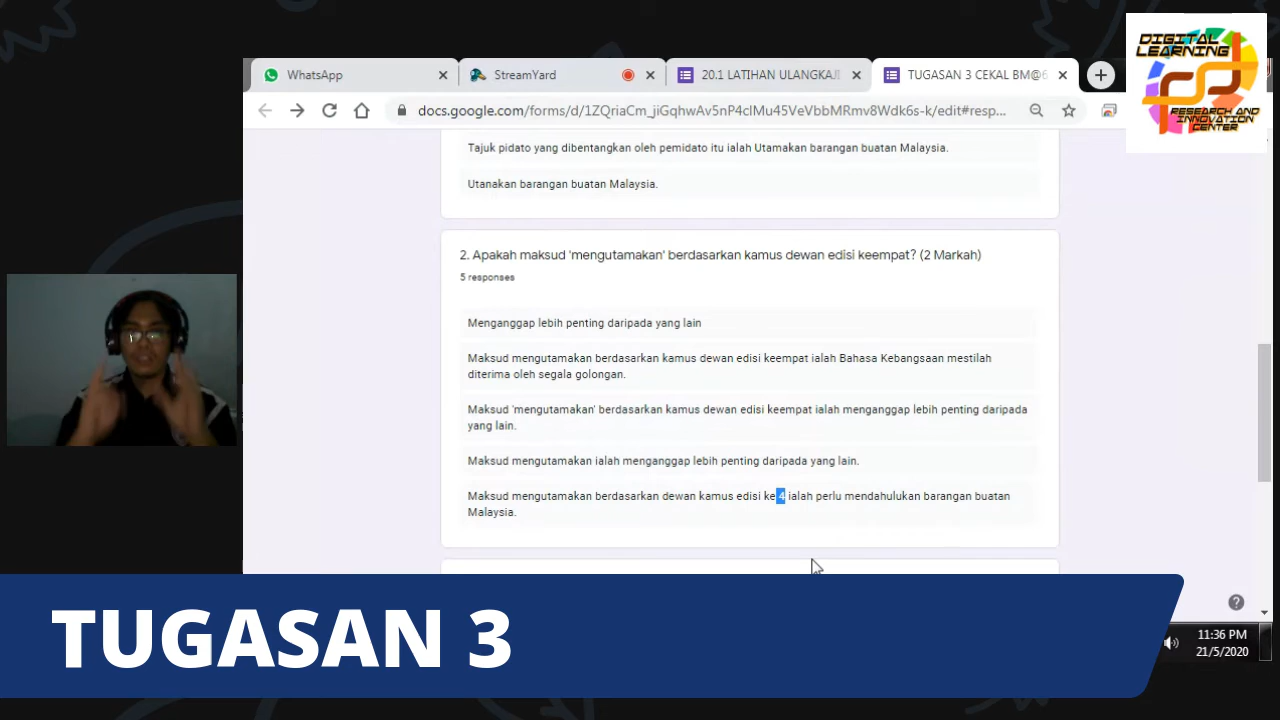 DIGITAL
LEARNING
RESEARCH AND
INNOVATION
CENTER
WhatsApp
StreamYard
20.1 LATIHAN ULANGKAJI
TUGASAN 3 CEKAL BM@6
docs.google.com/forms/d/1ZQriaCm_jiGqhwAv5nP4clMu45VeVbbMRmv8Wdk6s-k/edit#resp...
Tajuk pidato yang dibentangkan oleh pemidato itu ialah Utamakan barangan buatan Malaysia.
Utanakan barangan buatan Malaysia.
2. Apakah maksud 'mengutamakan' berdasarkan kamus dewan edisi keempat? (2 Markah)
5 responses
Menganggap lebih penting daripada yang lain
Maksud mengutamakan berdasarkan kamus dewan edisi keempat ialah Bahasa Kebangsaan mestilah
diterima oleh segala golongan.
Maksud 'mengutamakan' berdasarkan kamus dewan edisi keempat ialah menganggap lebih penting daripada
yang lain.
Maksud mengutamakan ialah menganggap lebih penting daripada yang lain.
Maksud mengutamakan berdasarkan dewan kamus edisi ke 4 ialah perlu mendahulukan barangan buatan
Malaysia.
TUGASAN 3
11:36 PM
21/5/2020